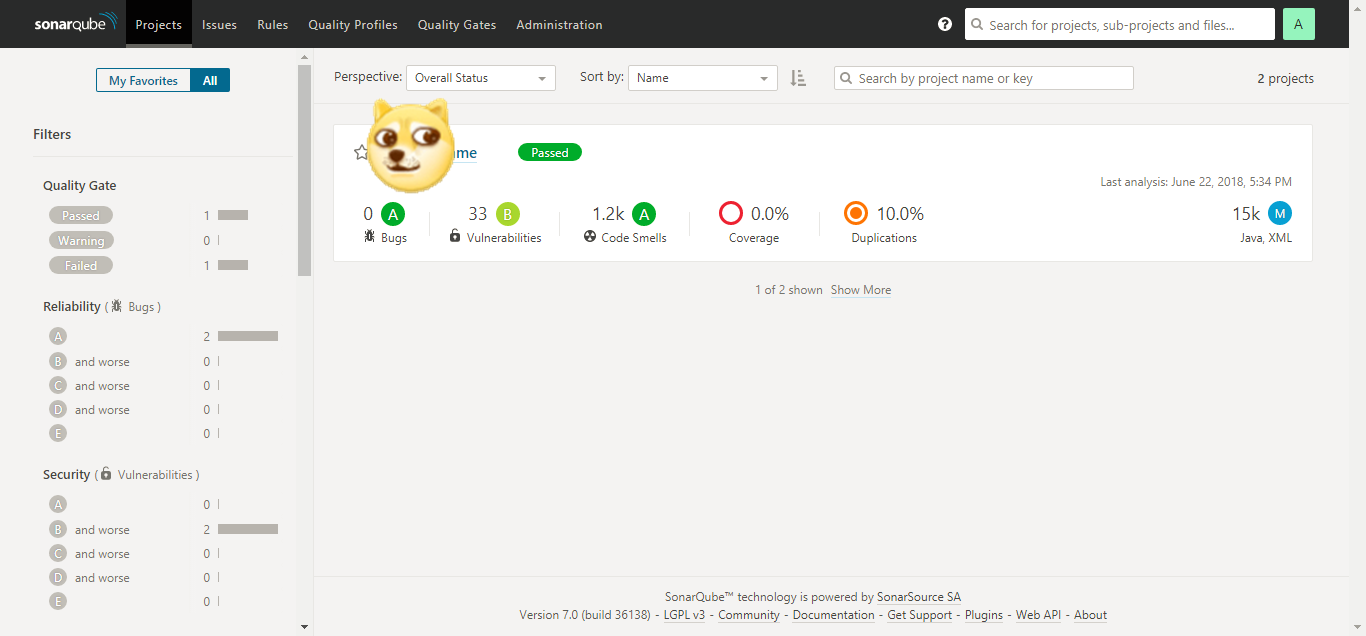 sonarqube Projects Issues Rules Quality Profiles Quality Gates Administration Search for projects, sub-projects and files... A
My Favorites All
Filters
Quality Gate
Passed 1
Warning 0
Failed 1
Reliability ( Bugs )
A 2
B and worse 0
C and worse 0
D and worse 0
E 0
Security ( Vulnerabilities )
A 0
B and worse 2
C and worse 0
D and worse 0
E 0
Perspective: Overall Status Sort by: Name Search by project name or key 2 projects
Passed
Last analysis: June 22, 2018, 5:34 PM
0 A 33 B 1.2k A 0.0% 10.0% 15k M
Bugs Vulnerabilities Code Smells Coverage Duplications Java, XML
1 of 2 shown Show More
SonarQube™ technology is powered by SonarSource SA
Version 7.0 (build 36138) - LGPL v3 - Community - Documentation - Get Support - Plugins - Web API - About